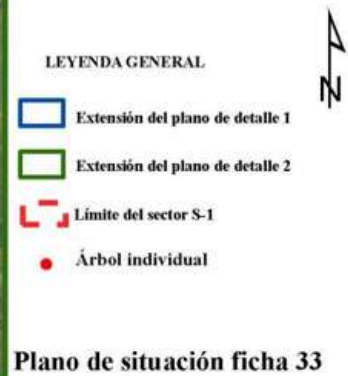 N
LEYENDA GENERAL
Extensión del plano de detalle 1
Extensión del plano de detalle 2
Límite del sector S-1
Árbol individual
Plano de situación ficha 33